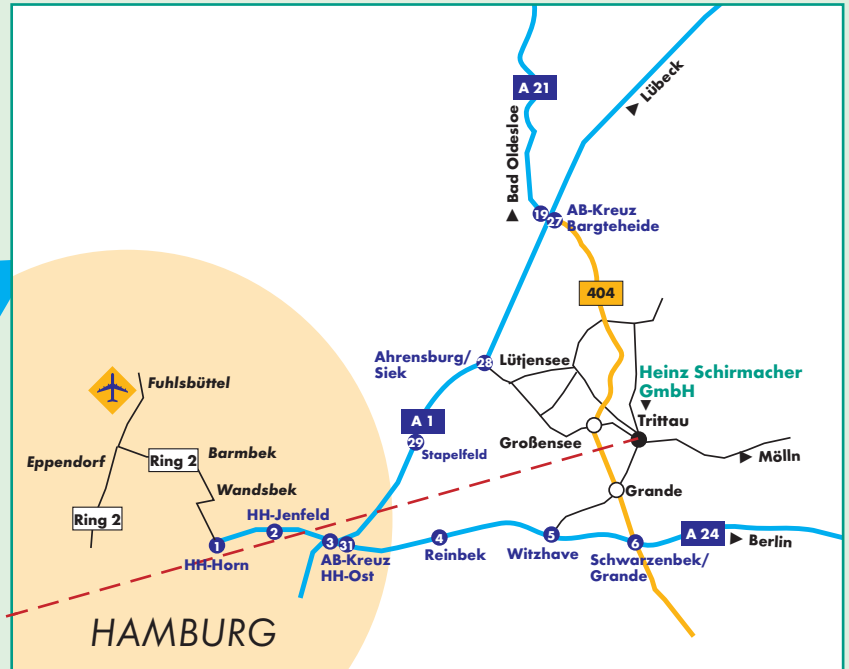 A 21
Lübeck
Bad Oldesloe
19
27
AB-Kreuz
Bargteheide
404
Ahrensburg/
Siek
28
Lütjensee
Heinz Schirmacher
GmbH
Fuhlsbüttel
A 1
Trittau
29
Stapelfeld
Großensee
Eppendorf
Ring 2
Barmbek
Mölln
Wandsbek
Grande
Ring 2
HH-Jenfeld
2
1
HH-Horn
3
31
AB-Kreuz
HH-Ost
4
Reinbek
5
Witzhave
6
Schwarzenbek/
Grande
A 24
Berlin
HAMBURG